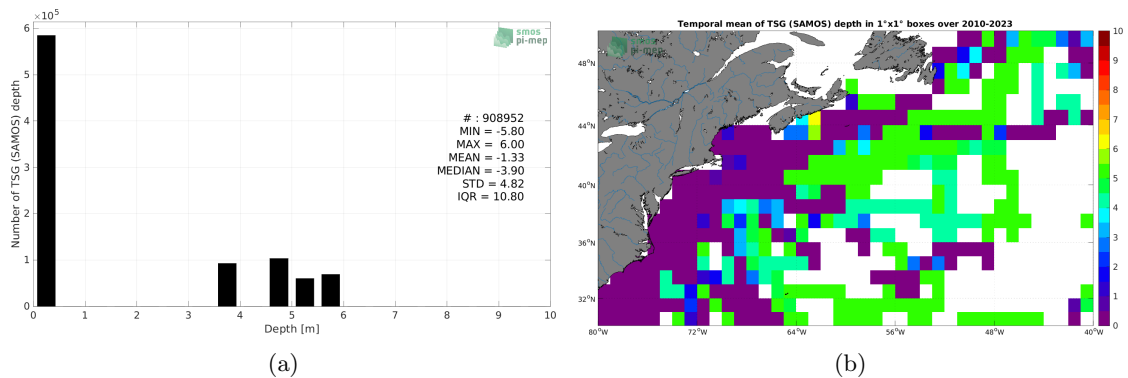 ×10^5
6
5
4
3
2
1
0
Number of TSG (SAMOS) depth
smos
pi-mep
# : 908952
MIN = -5.80
MAX = 6.00
MEAN = -1.33
MEDIAN = -3.90
STD = 4.82
IQR = 10.80
0 1 2 3 4 5 6 7 8 9 10
Depth [m]
(a)
Temporal mean of TSG (SAMOS) depth in 1°x1° boxes over 2010-2023
smos
pi-mep
48°N
44°N
40°N
36°N
32°N
80°W 72°W 64°W 56°W 48°W 40°W
10
9
8
7
6
5
4
3
2
1
0
(b)